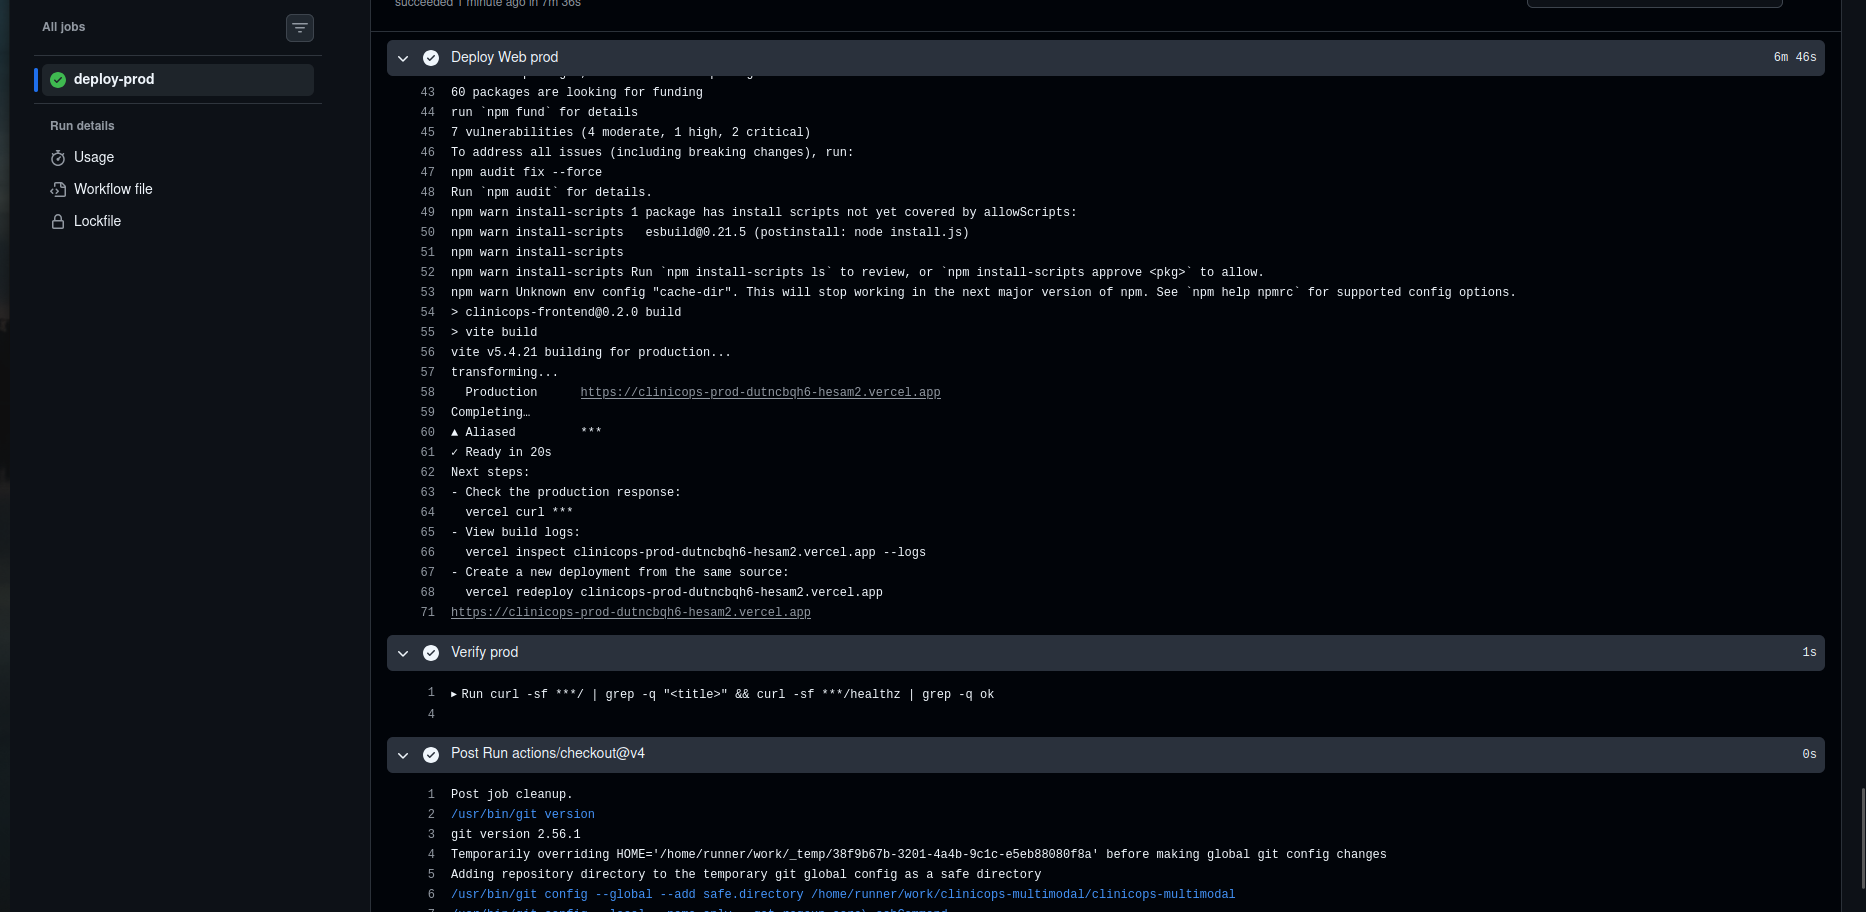 succeeded 1 minute ago in 7m 36s
All jobs
deploy-prod
Run details
Usage
Workflow file
Lockfile
Deploy Web prod 6m 46s
43 60 packages are looking for funding
44 run `npm fund` for details
45 7 vulnerabilities (4 moderate, 1 high, 2 critical)
46 To address all issues (including breaking changes), run:
47 npm audit fix --force
48 Run `npm audit` for details.
49 npm warn install-scripts 1 package has install scripts not yet covered by allowScripts:
50 npm warn install-scripts   esbuild@0.21.5 (postinstall: node install.js)
51 npm warn install-scripts
52 npm warn install-scripts Run `npm install-scripts ls` to review, or `npm install-scripts approve <pkg>` to allow.
53 npm warn Unknown env config "cache-dir". This will stop working in the next major version of npm. See `npm help npmrc` for supported config options.
54 > clinicops-frontend@0.2.0 build
55 > vite build
56 vite v5.4.21 building for production...
57 transforming...
58   Production      https://clinicops-prod-dutncbqh6-hesam2.vercel.app
59 Completing…
60 ▲ Aliased         ***
61 ✓ Ready in 20s
62 Next steps:
63 - Check the production response:
64   vercel curl ***
65 - View build logs:
66   vercel inspect clinicops-prod-dutncbqh6-hesam2.vercel.app --logs
67 - Create a new deployment from the same source:
68   vercel redeploy clinicops-prod-dutncbqh6-hesam2.vercel.app
71 https://clinicops-prod-dutncbqh6-hesam2.vercel.app
Verify prod 1s
1 ▸ Run curl -sf ***/ | grep -q "<title>" && curl -sf ***/healthz | grep -q ok
4
Post Run actions/checkout@v4 0s
1 Post job cleanup.
2 /usr/bin/git version
3 git version 2.56.1
4 Temporarily overriding HOME='/home/runner/work/_temp/38f9b67b-3201-4a4b-9c1c-e5eb88080f8a' before making global git config changes
5 Adding repository directory to the temporary git global config as a safe directory
6 /usr/bin/git config --global --add safe.directory /home/runner/work/clinicops-multimodal/clinicops-multimodal